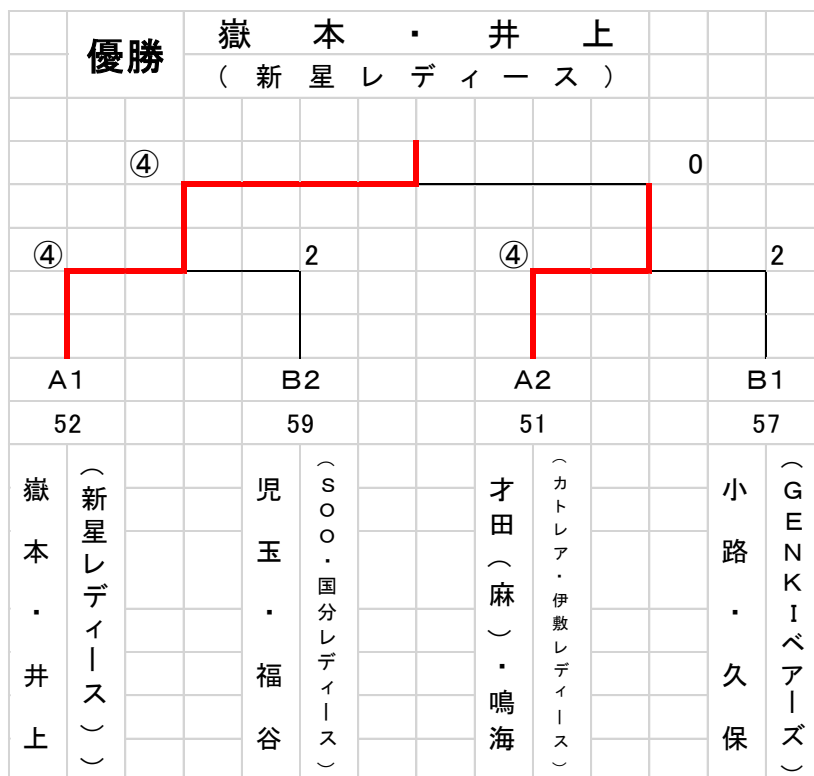 優勝
嶽本・井上
(新星レディース)
④ 0
④ 2 ④ 2
A1 B2 A2 B1
52 59 51 57
嶽本・井上
(新星レディース))
児玉・福谷
(SOO・国分レディース)
才田(麻)・鳴海
(カトレア・伊敷レディース)
小路・久保
(GENKIベアーズ)